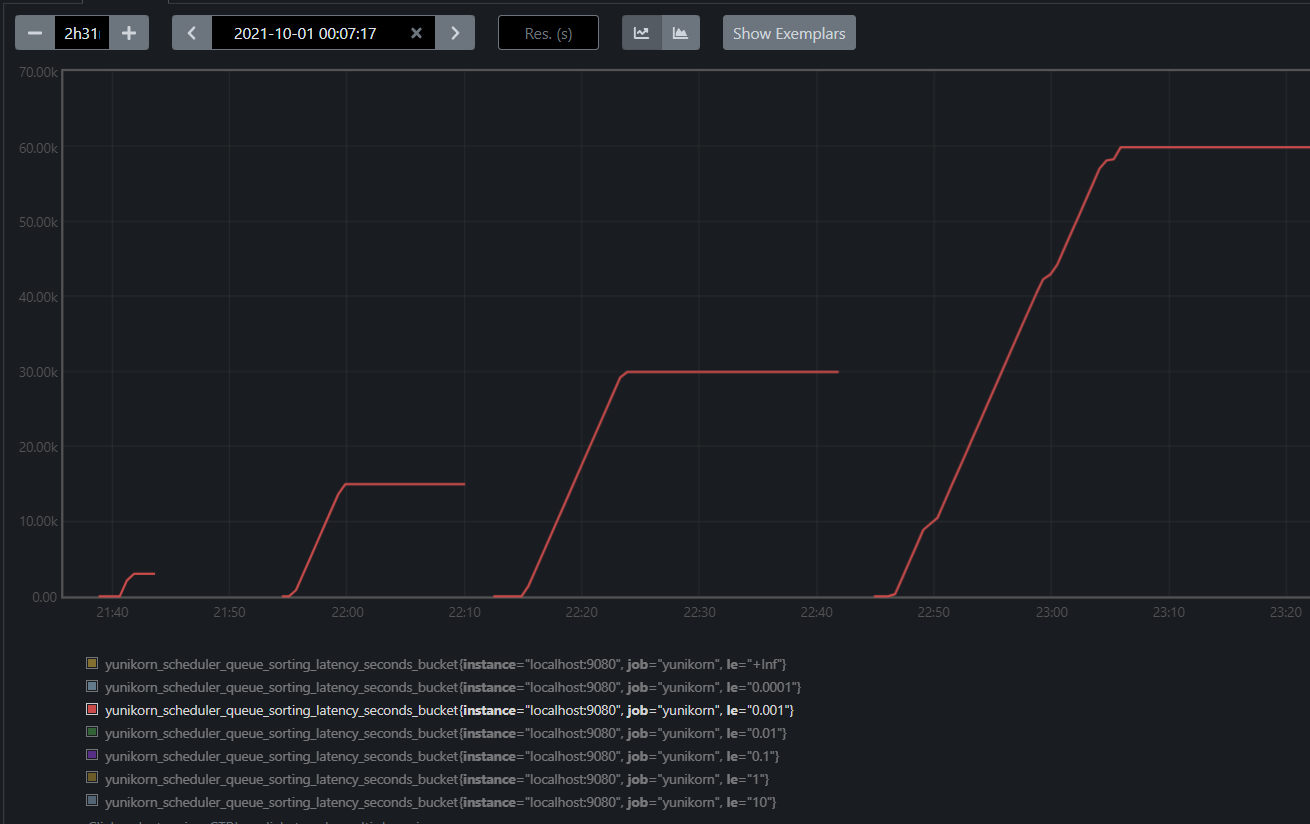 2h31
2021-10-01 00:07:17
Res. (s)
Show Exemplars
70.00k
60.00k
50.00k
40.00k
30.00k
20.00k
10.00k
0.00
21:40 21:50 22:00 22:10 22:20 22:30 22:40 22:50 23:00 23:10 23:20
yunikorn_scheduler_queue_sorting_latency_seconds_bucket{instance="localhost:9080", job="yunikorn", le="+Inf"}
yunikorn_scheduler_queue_sorting_latency_seconds_bucket{instance="localhost:9080", job="yunikorn", le="0.0001"}
yunikorn_scheduler_queue_sorting_latency_seconds_bucket{instance="localhost:9080", job="yunikorn", le="0.001"}
yunikorn_scheduler_queue_sorting_latency_seconds_bucket{instance="localhost:9080", job="yunikorn", le="0.01"}
yunikorn_scheduler_queue_sorting_latency_seconds_bucket{instance="localhost:9080", job="yunikorn", le="0.1"}
yunikorn_scheduler_queue_sorting_latency_seconds_bucket{instance="localhost:9080", job="yunikorn", le="1"}
yunikorn_scheduler_queue_sorting_latency_seconds_bucket{instance="localhost:9080", job="yunikorn", le="10"}